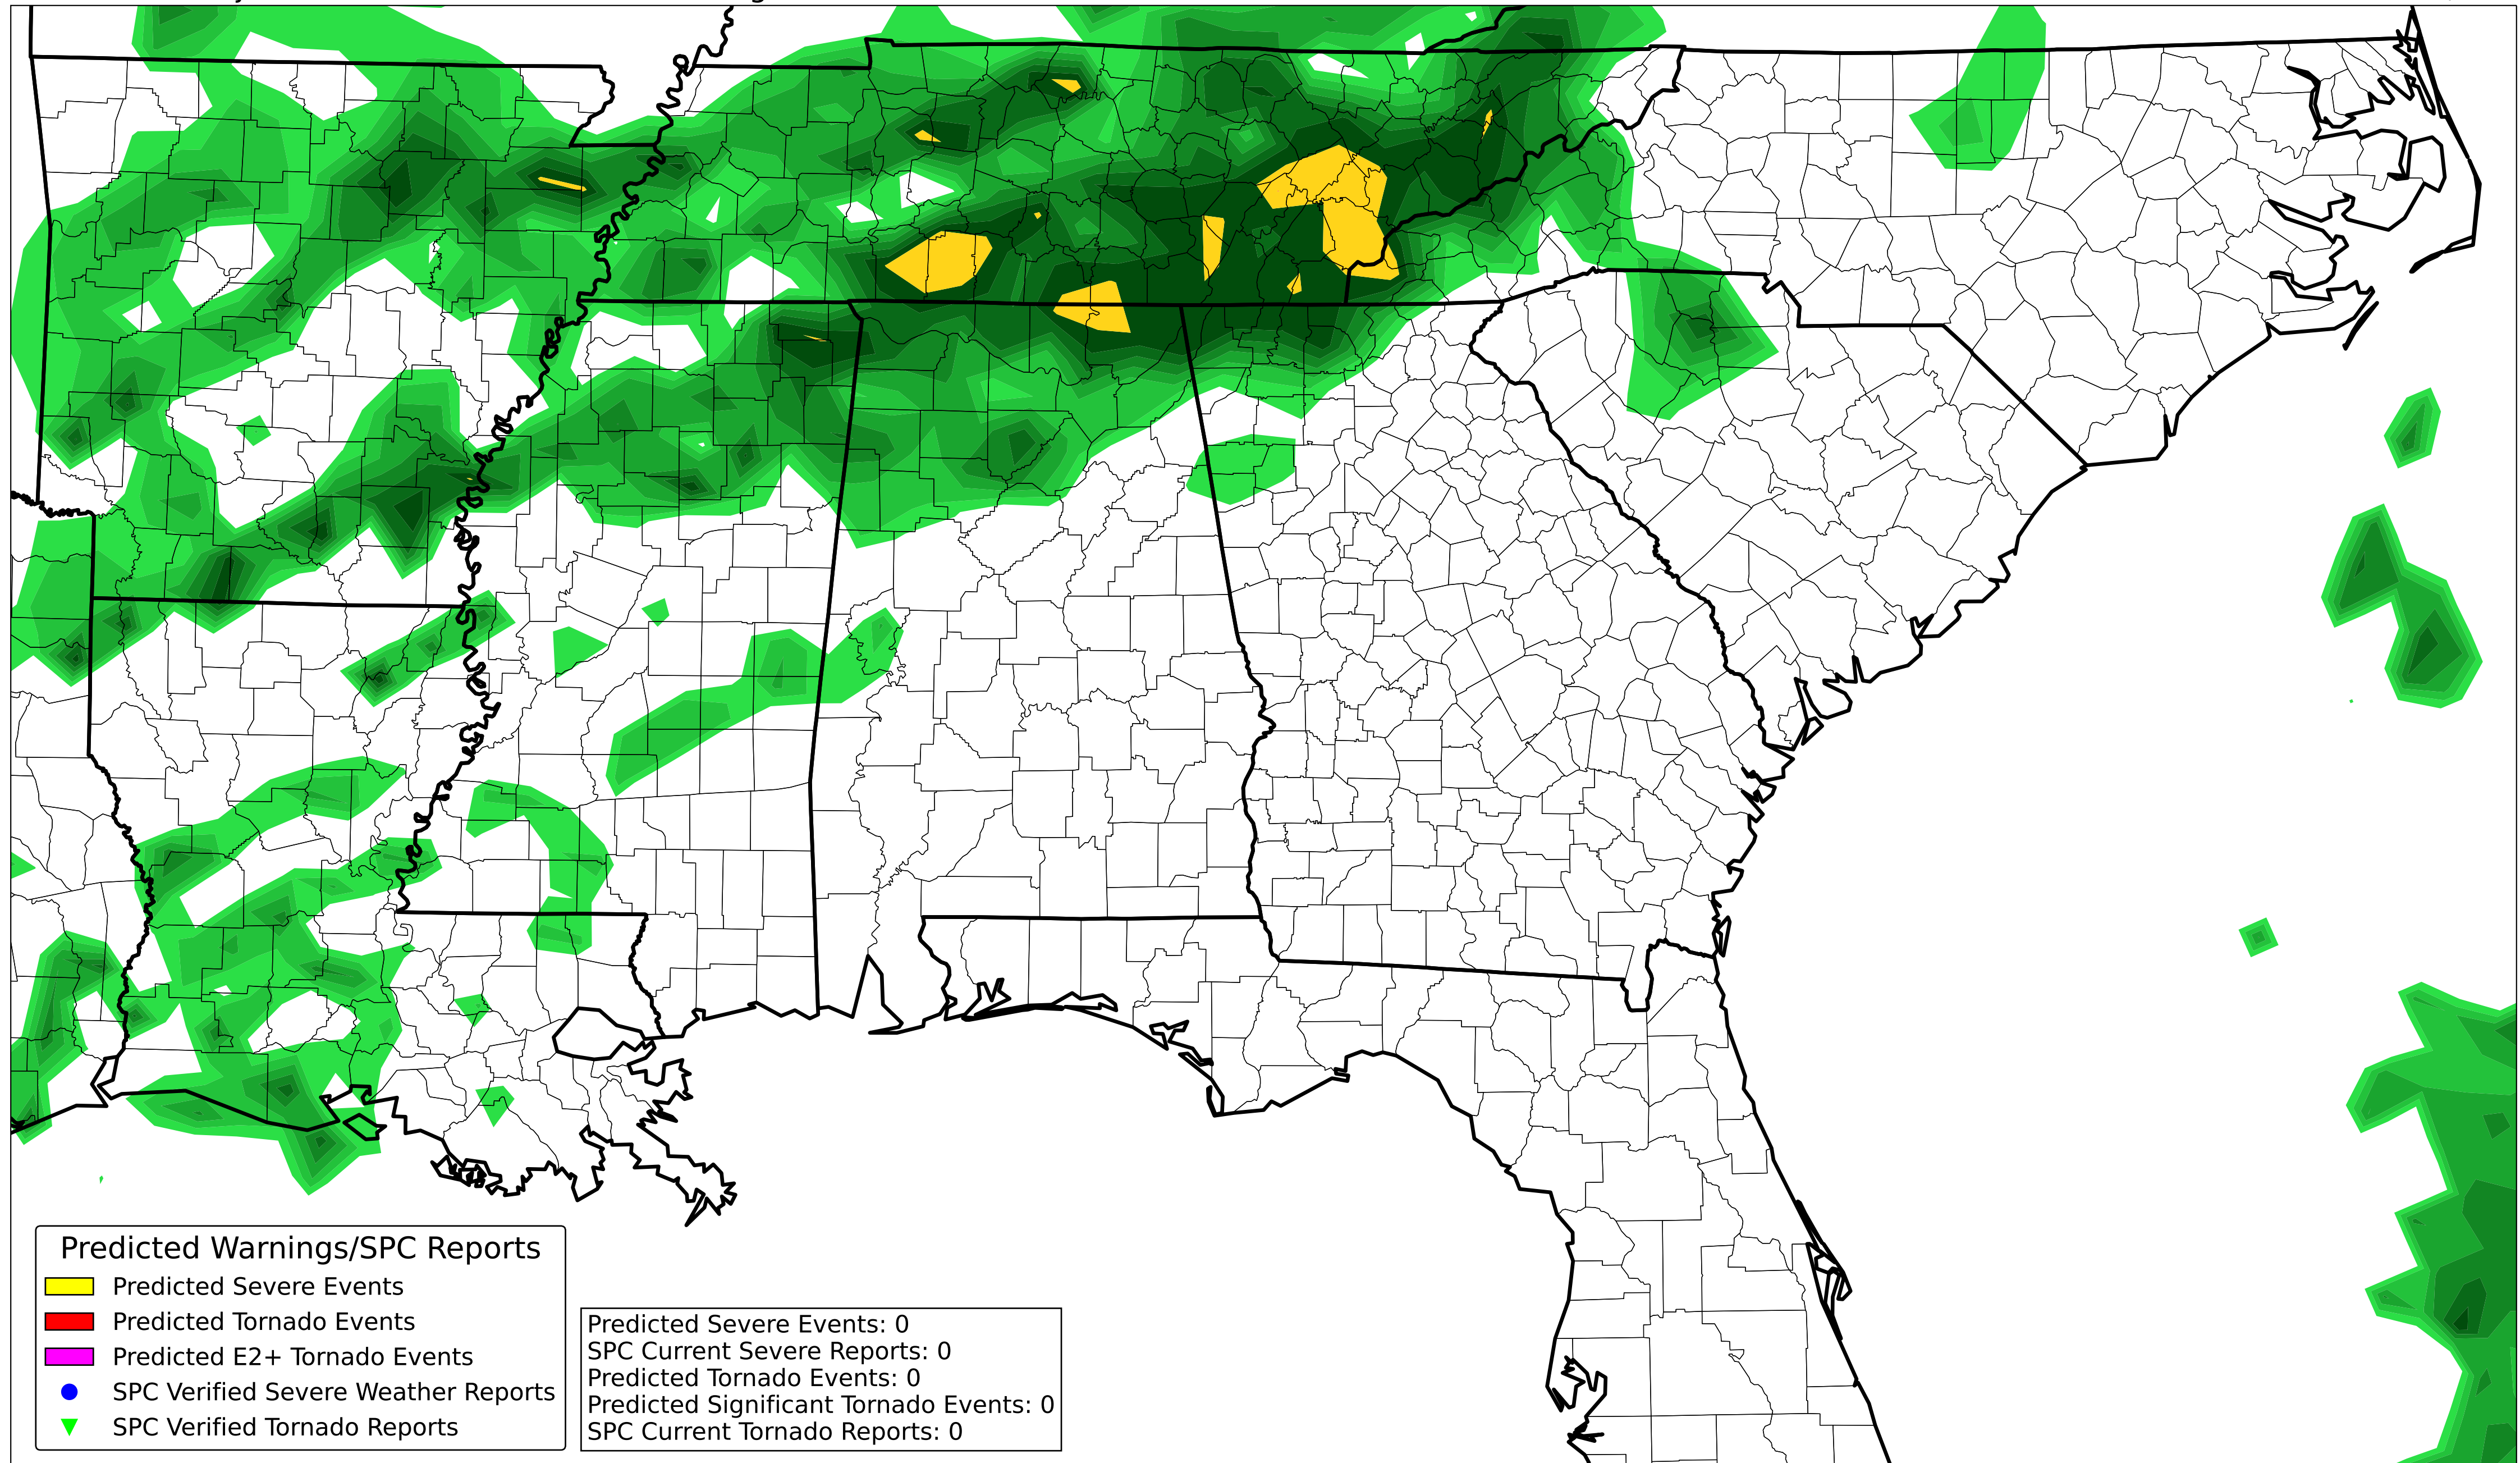 Predicted Warnings/SPC Reports
Predicted Severe Events
Predicted Tornado Events
Predicted E2+ Tornado Events
SPC Verified Severe Weather Reports
SPC Verified Tornado Reports
Predicted Severe Events: 0
SPC Current Severe Reports: 0
Predicted Tornado Events: 0
Predicted Significant Tornado Events: 0
SPC Current Tornado Reports: 0